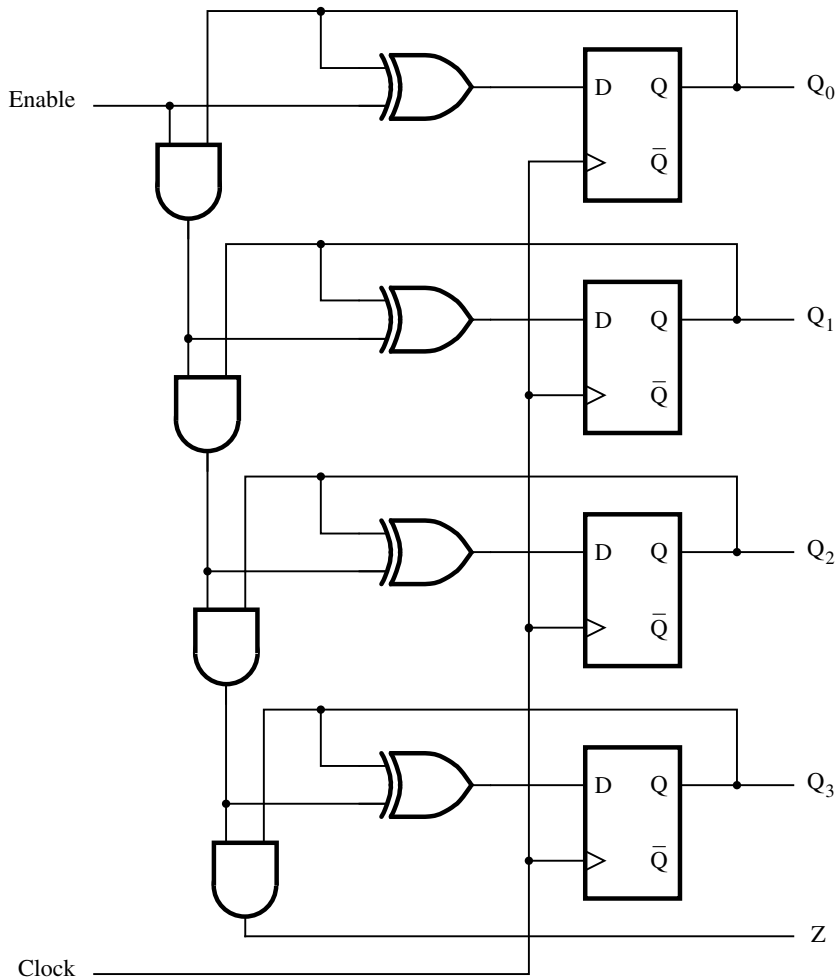 D Q Q₀
Enable
Q̅
D Q Q₁
Q̅
D Q Q₂
Q̅
D Q Q₃
Q̅
Z
Clock